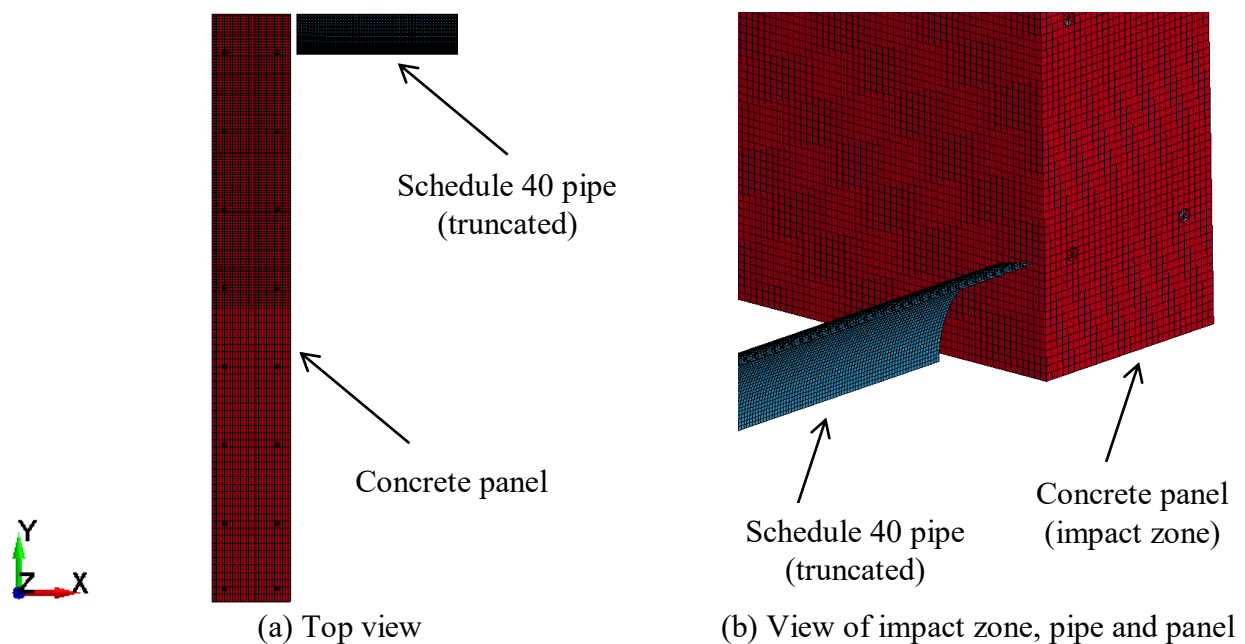 Schedule 40 pipe
(truncated)
Concrete panel
Y
Z
X
(a) Top view
Schedule 40 pipe
(truncated)
Concrete panel
(impact zone)
(b) View of impact zone, pipe and panel